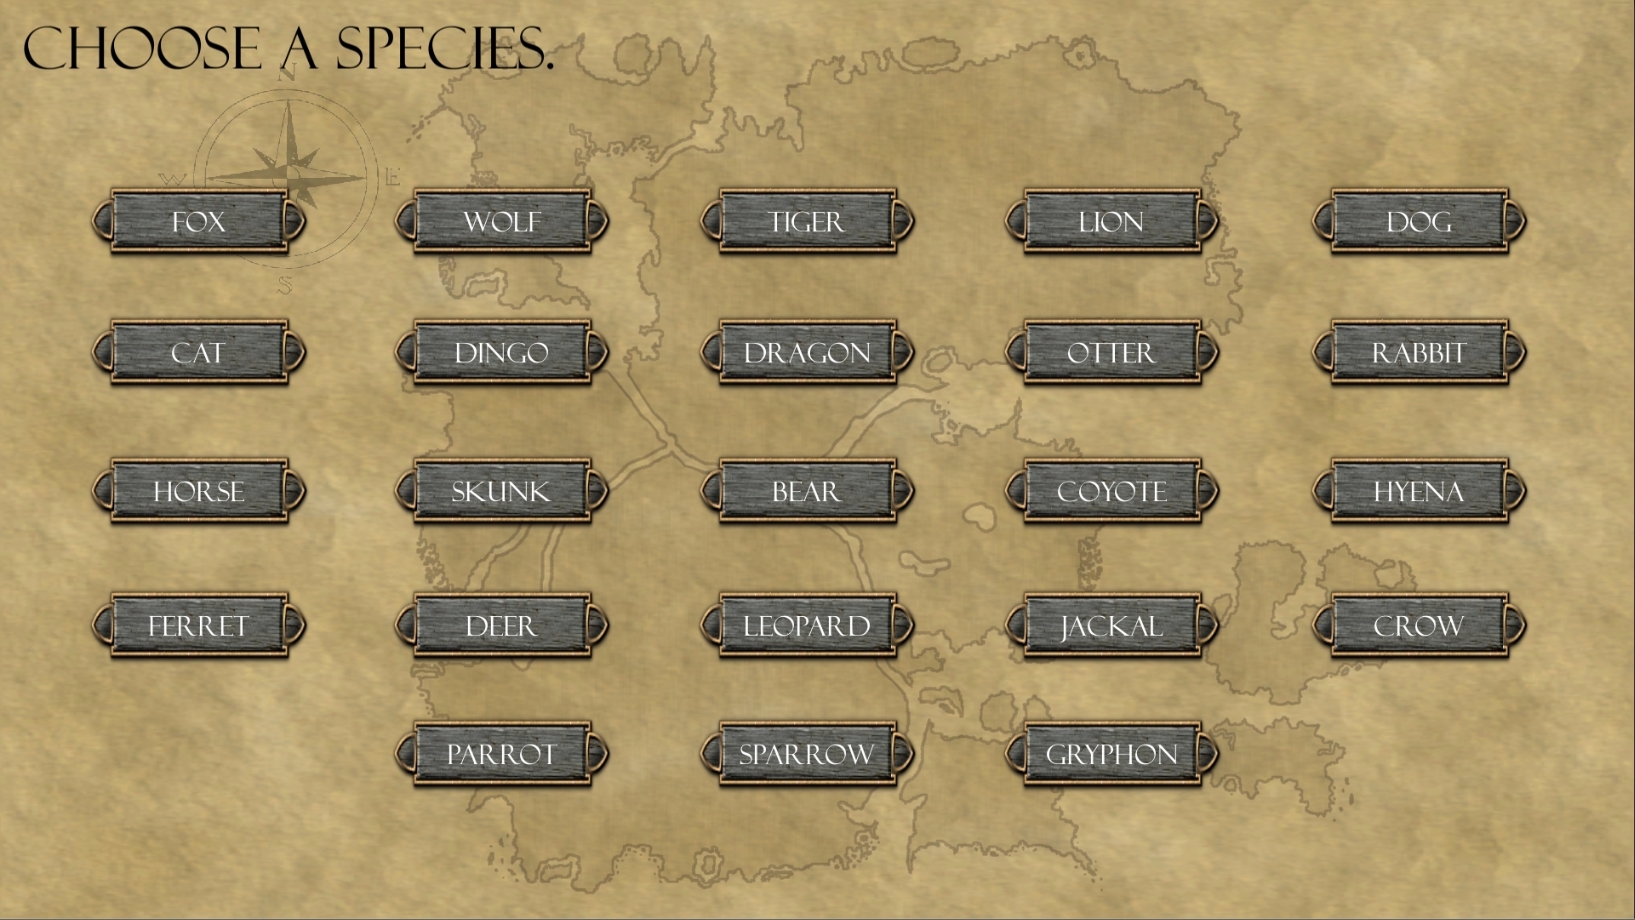 CHOOSE A SPECIES.
N
W E
FOX WOLF TIGER LION DOG
S
CAT DINGO DRAGON OTTER RABBIT
HORSE SKUNK BEAR COYOTE HYENA
FERRET DEER LEOPARD JACKAL CROW
PARROT SPARROW GRYPHON